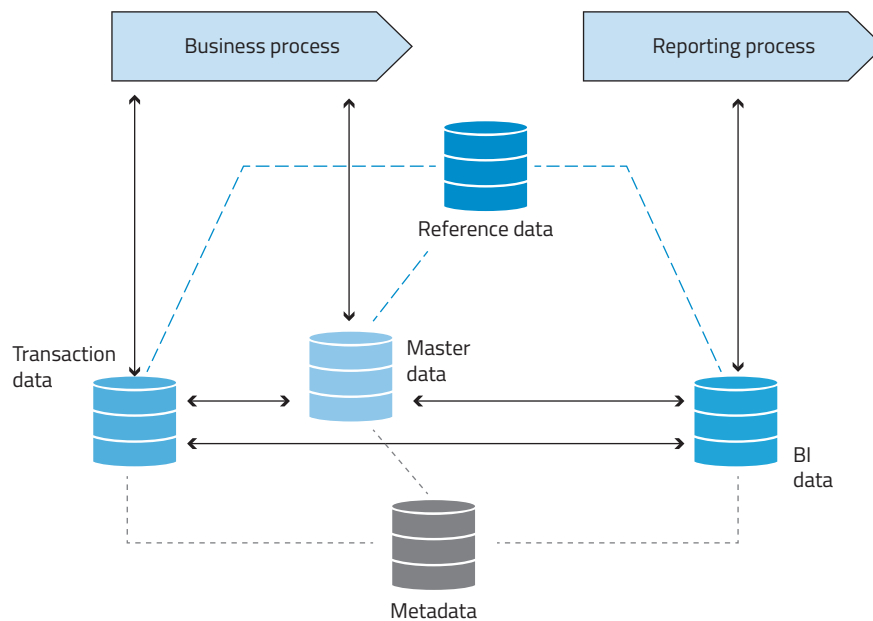 Business process
Reporting process
Reference data
Transaction
data
Master
data
BI
data
Metadata